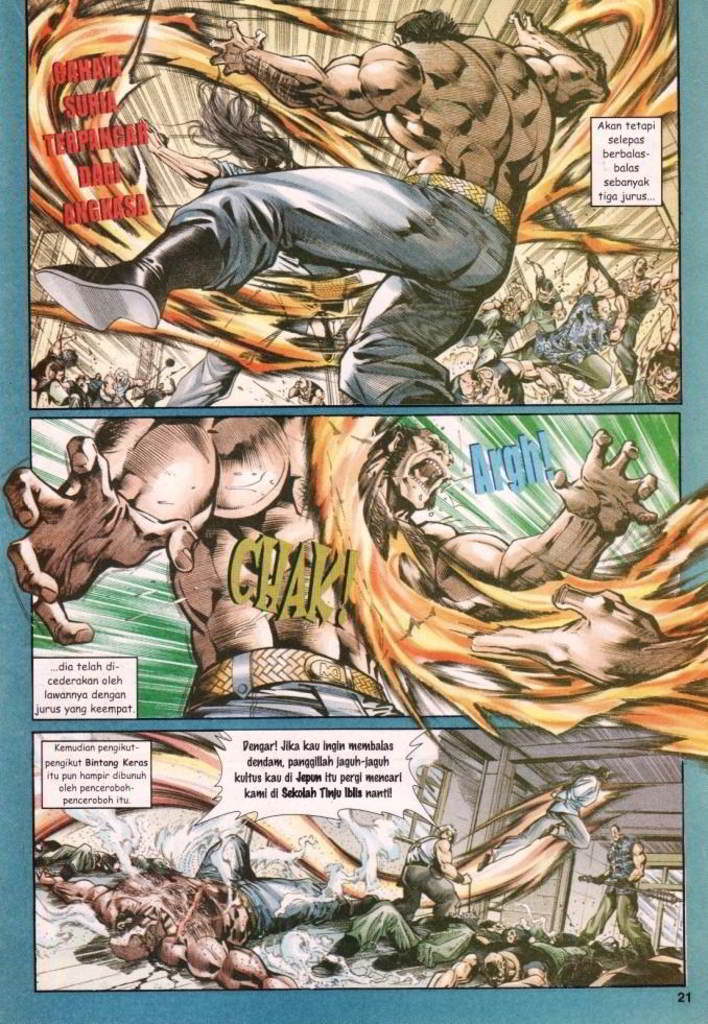 CAHAYA
SURIA
TERPANCAR
DARI
ANGKASA
Akan tetapi
selepas
berbalas-
balas
sebanyak
tiga jurus...
Argh!
CHAK!
...dia telah di-
cederakan oleh
lawannya dengan
jurus yang keempat.
Kemudian pengikut-
pengikut Bintang Keras
itu pun hampir dibunuh
oleh penceroboh-
penceroboh itu.
Dengar! Jika kau ingin membalas
dendam, panggillah jaguh-jaguh
kultus kau di Jepun itu pergi mencari
kami di Sekolah Tinju Iblis nanti!
21